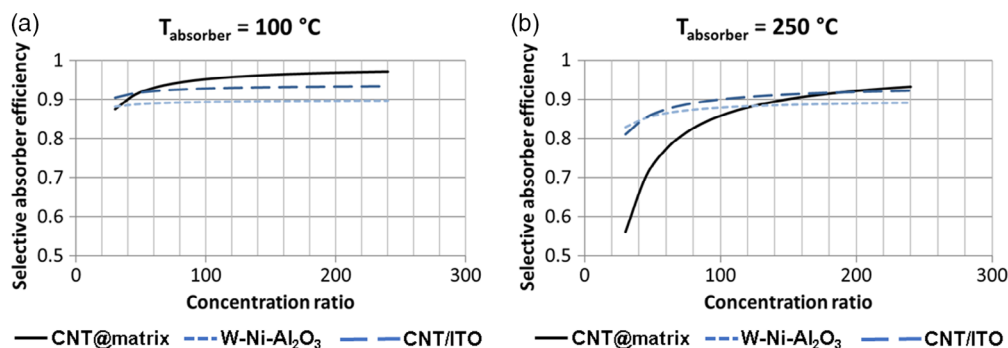 (a)
T absorber = 100 °C
Selective absorber efficiency
1
0.9
0.8
0.7
0.6
0.5
0 100 200 300
Concentration ratio
CNT@matrix W-Ni-Al₂O₃ CNT/ITO
(b)
T absorber = 250 °C
Selective absorber efficiency
1
0.9
0.8
0.7
0.6
0.5
0 100 200 300
Concentration ratio
CNT@matrix W-Ni-Al₂O₃ CNT/ITO